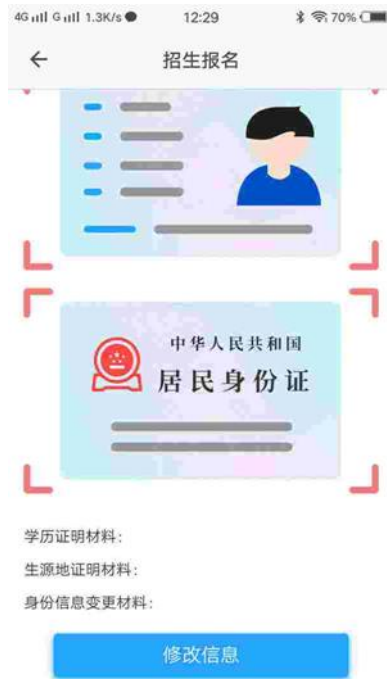 4G G 1.3K/s 12:29 70%
招生报名
中华人民共和国
居民身份证
学历证明材料:
生源地证明材料:
身份信息变更材料:
修改信息